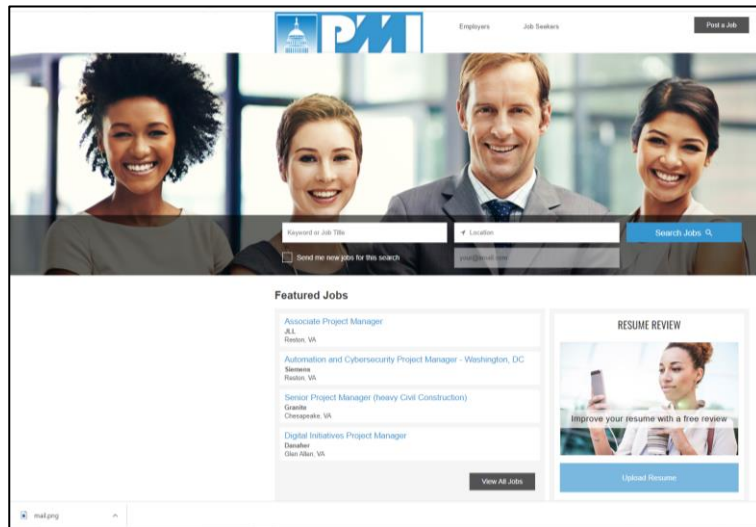 PMI
Employers
Job Seekers
Post a Job
Keyword or Job Title
Location
Search Jobs
Send me new jobs for this search
your@email.com
Featured Jobs
Associate Project Manager
JLL
Reston, VA
Automation and Cybersecurity Project Manager - Washington, DC
Siemens
Reston, VA
Senior Project Manager (heavy Civil Construction)
Granite
Chesapeake, VA
Digital Initiatives Project Manager
Danaher
Glen Allen, VA
View All Jobs
RESUME REVIEW
Improve your resume with a free review
Upload Resume
mail.png